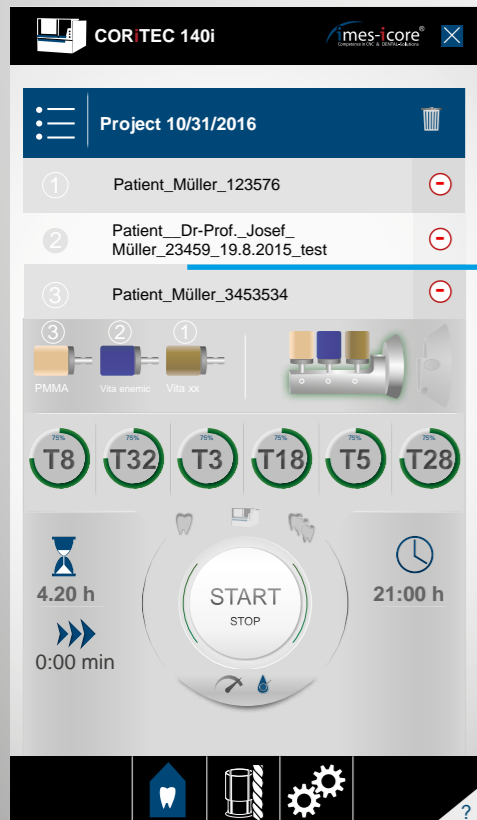 CORiTEC 140i
imes-icore®
Competence in CNC & DENTAL-Solutions
Project 10/31/2016
1 Patient_Müller_123576
2 Patient__Dr-Prof._Josef_
Müller_23459_19.8.2015_test
3 Patient_Müller_3453534
3 2 1
PMMA Vita enemic Vita xx
75% 75% 75% 75% 75% 75%
T8 T32 T3 T18 T5 T28
4.20 h
START
STOP
21:00 h
0:00 min
?